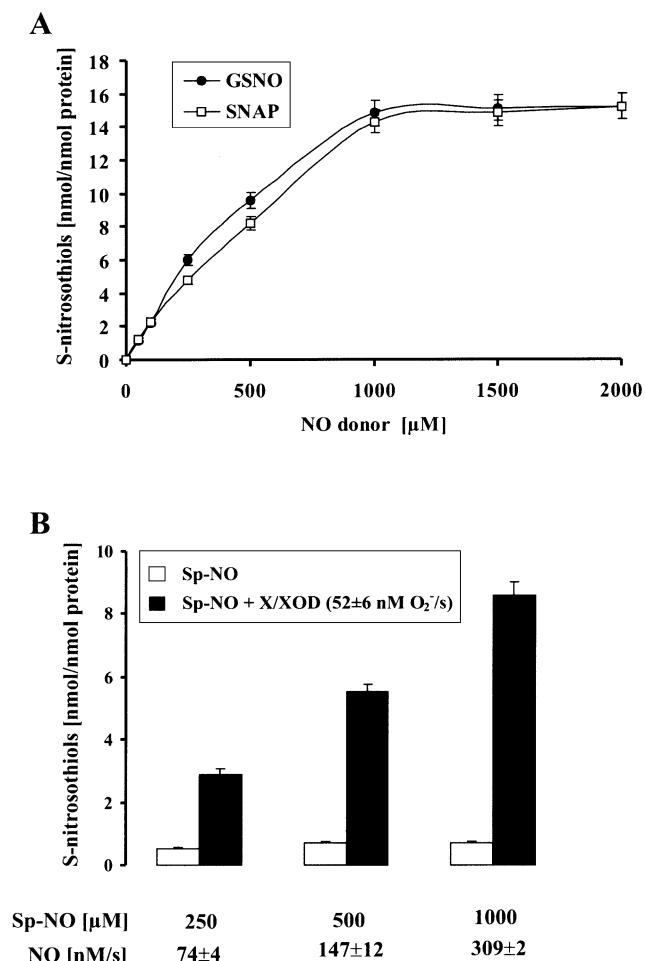 A
S-nitrosothiols [nmol/nmol protein]
18
16
14
12
10
8
6
4
2
0
GSNO
SNAP
0 500 1000 1500 2000
NO donor [µM]
B
S-nitrosothiols [nmol/nmol protein]
10
8
6
4
2
0
Sp-NO
Sp-NO + X/XOD (52±6 nM O₂⁻/s)
Sp-NO [µM] 250 500 1000
NO [nM/s] 74±4 147±12 309±2